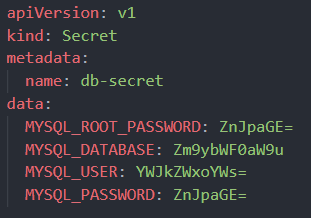 apiVersion: v1
kind: Secret
metadata:
  name: db-secret
data:
  MYSQL_ROOT_PASSWORD: ZnJpaGE=
  MYSQL_DATABASE: Zm9ybWF0aW9u
  MYSQL_USER: YWJkZWxoYWs=
  MYSQL_PASSWORD: ZnJpaGE=